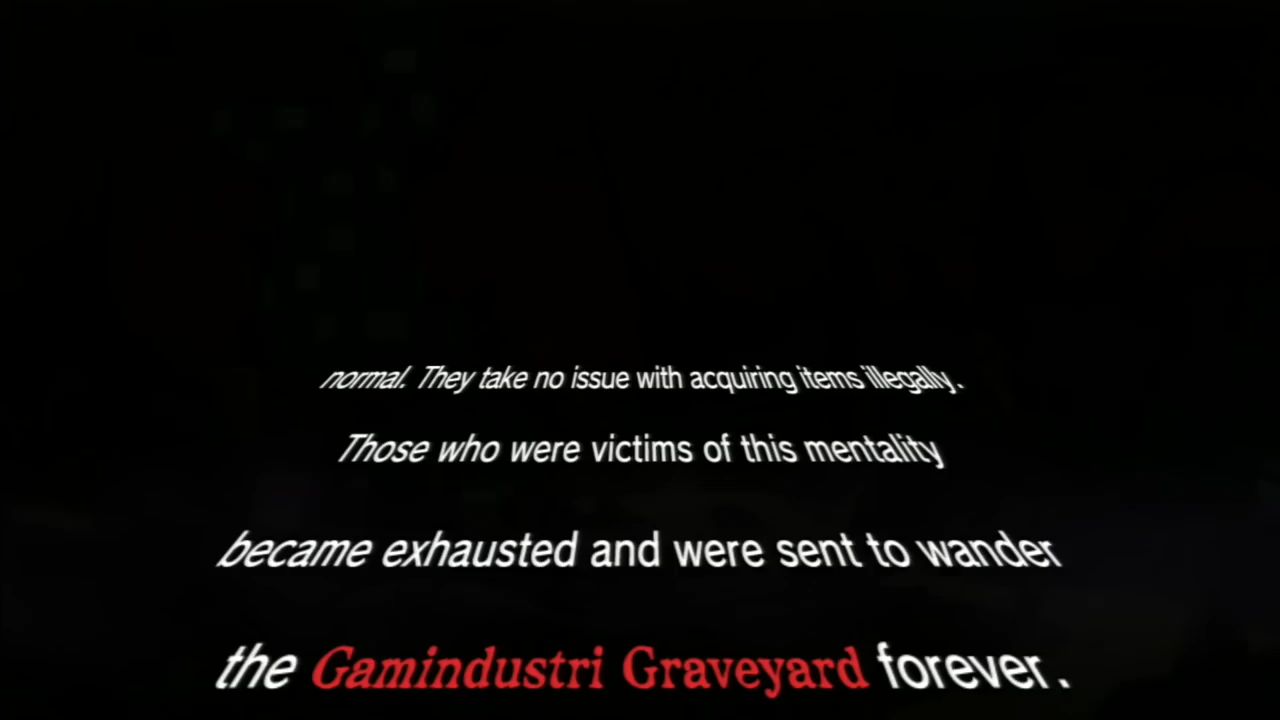 normal. They take no issue with acquiring items illegally.
Those who were victims of this mentality
became exhausted and were sent to wander
the Gamindustri Graveyard forever.